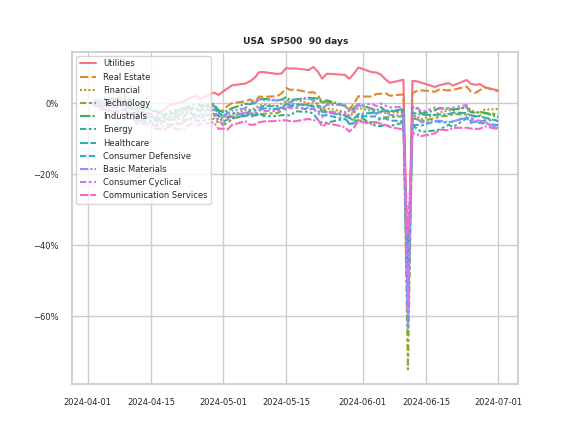 USA SP500 90 days
Utilities
Real Estate
Financial
Technology
Industrials
Energy
Healthcare
Consumer Defensive
Basic Materials
Consumer Cyclical
Communication Services
0%
−20%
−40%
−60%
2024-04-01 2024-04-15 2024-05-01 2024-05-15 2024-06-01 2024-06-15 2024-07-01